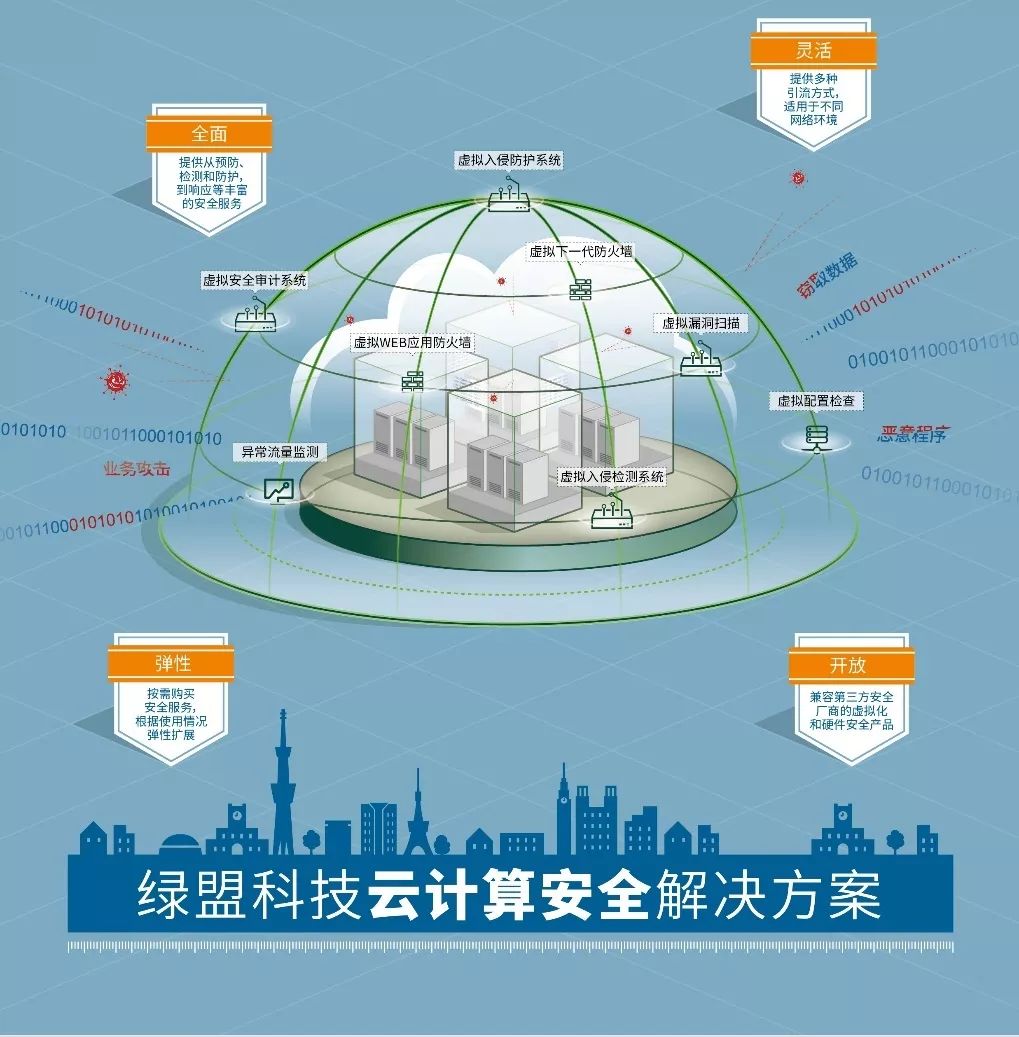 灵活
提供多种
引流方式,
适用于不同
网络环境
全面
提供从预防、
检测和防护,
到响应等丰富
的安全服务
虚拟入侵防护系统
虚拟下一代防火墙
虚拟安全审计系统
窃取数据
虚拟漏洞扫描
虚拟WEB应用防火墙
010010110001010101
虚拟配置检查
恶意程序
0101010
1001011000101010
异常流量监测
业务攻击
虚拟入侵检测系统
弹性
按需购买
安全服务,
根据使用情况
弹性扩展
开放
兼容第三方安全
厂商的虚拟化
和硬件安全产品
绿盟科技云计算安全解决方案